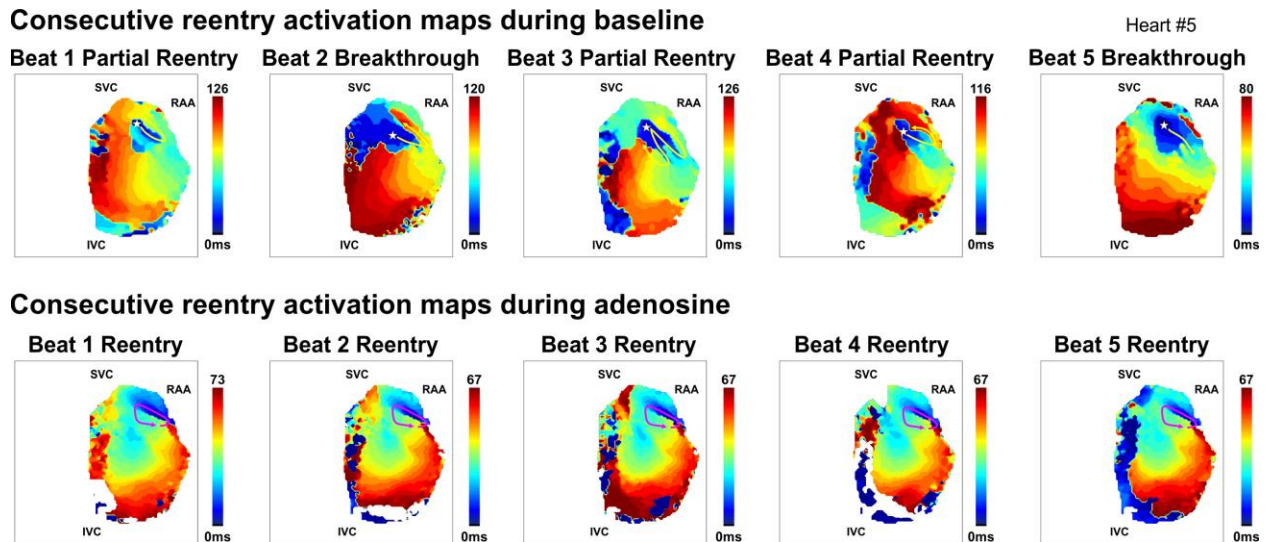 Consecutive reentry activation maps during baseline
Heart #5
Beat 1 Partial Reentry
Beat 2 Breakthrough
Beat 3 Partial Reentry
Beat 4 Partial Reentry
Beat 5 Breakthrough
SVC
RAA
126
IVC
0ms
SVC
RAA
120
IVC
0ms
SVC
RAA
126
IVC
0ms
SVC
RAA
116
IVC
0ms
SVC
RAA
80
IVC
0ms
Consecutive reentry activation maps during adenosine
Beat 1 Reentry
Beat 2 Reentry
Beat 3 Reentry
Beat 4 Reentry
Beat 5 Reentry
SVC
RAA
73
IVC
0ms
SVC
RAA
67
IVC
0ms
SVC
RAA
67
IVC
0ms
SVC
RAA
67
IVC
0ms
SVC
RAA
67
IVC
0ms